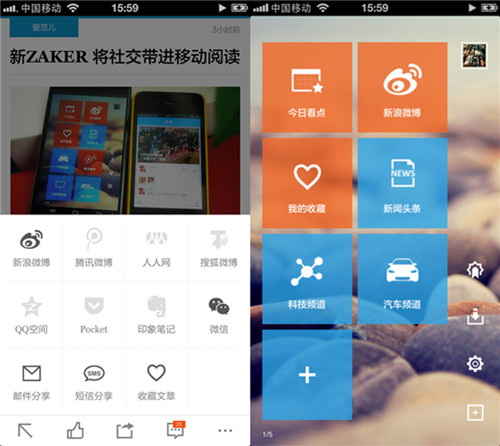 中国移动 15:59
爱范儿
3小时前
新ZAKER 将社交带进移动阅读
新浪微博 腾讯微博 人人网 搜狐微博
QQ空间 Pocket 印象笔记 微信
SMS
邮件分享 短信分享 收藏文章
中国移动 15:59
今日看点 新浪微博
NEWS
我的收藏 新闻头条
科技频道 汽车频道
1/5